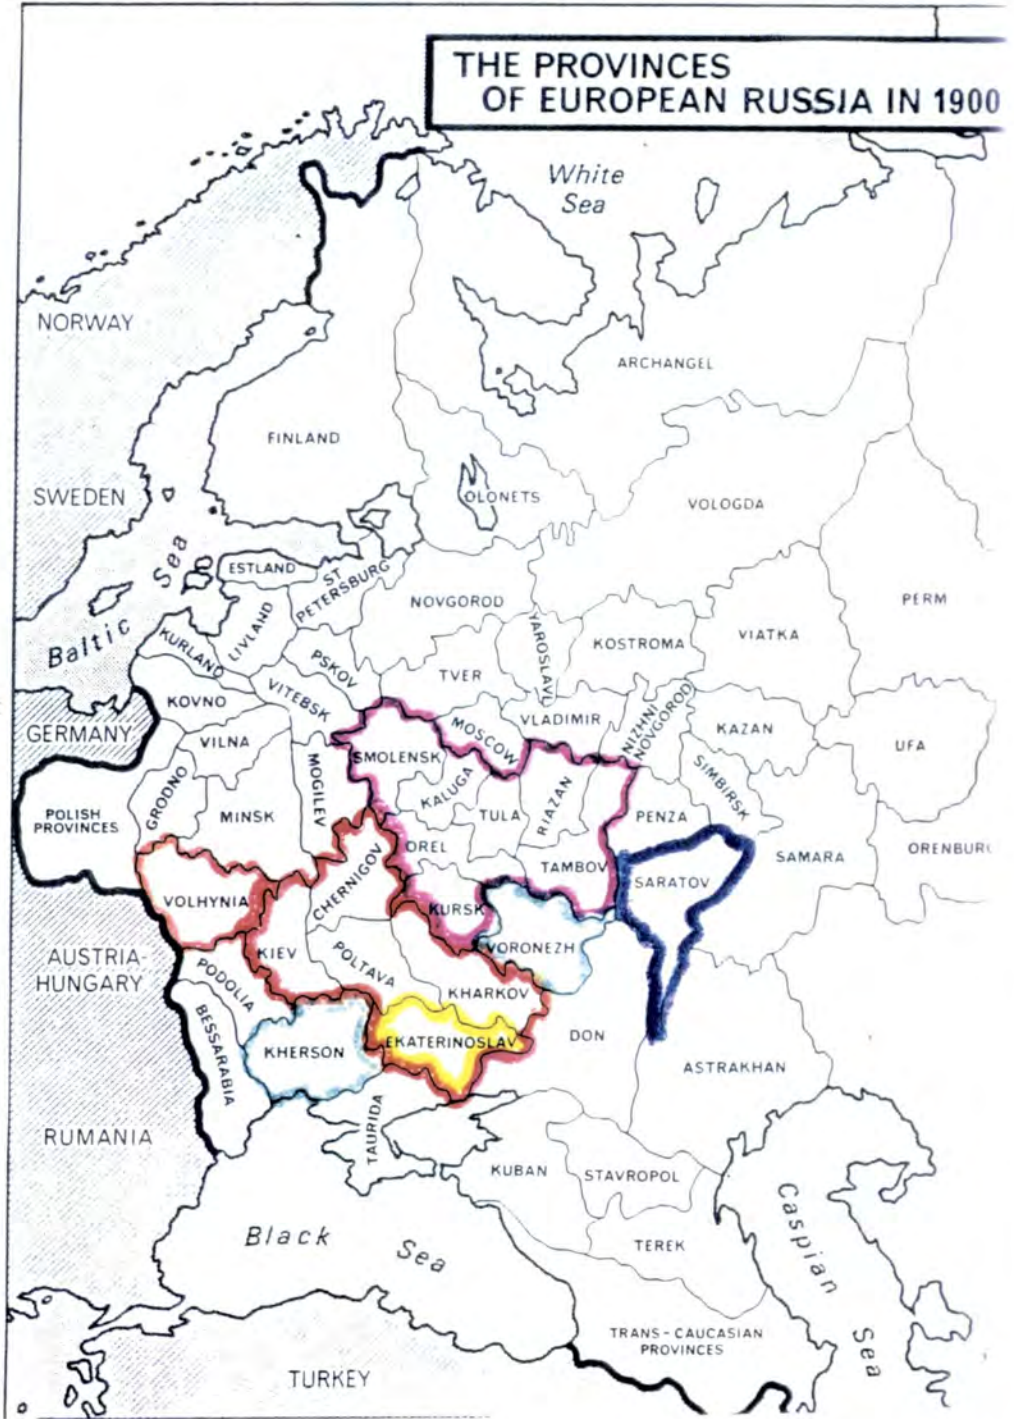 THE PROVINCES
OF EUROPEAN RUSSIA IN 1900
White
Sea
NORWAY
ARCHANGEL
FINLAND
SWEDEN
OLONETS
VOLOGDA
Baltic Sea
ESTLAND
ST
PETERSBURG
NOVGOROD
PERM
LIVLAND
YAROSLAVL
KOSTROMA
VIATKA
KURLAND
PSKOV
TVER
KOVNO
VITEBSK
MOSCOW
VLADIMIR
NIZHNI
NOVGOROD
KAZAN
GERMANY
VILNA
UFA
SMOLENSK
MOGILEV
GRODNO
KALUGA
SIMBIRSK
POLISH
PROVINCES
MINSK
TULA
RIAZAN
PENZA
OREL
SAMARA
ORENBURG
TAMBOV
CHERNIGOV
SARATOV
VOLHYNIA
KURSK
VORONEZH
AUSTRIA-
HUNGARY
KIEV
POLTAVA
PODOLIA
KHARKOV
BESSARABIA
KHERSON
EKATERINOSLAV
DON
ASTRAKHAN
RUMANIA
TAURIDA
KUBAN
STAVROPOL
Black Sea
TEREK
Caspian Sea
TRANS-CAUCASIAN
PROVINCES
TURKEY